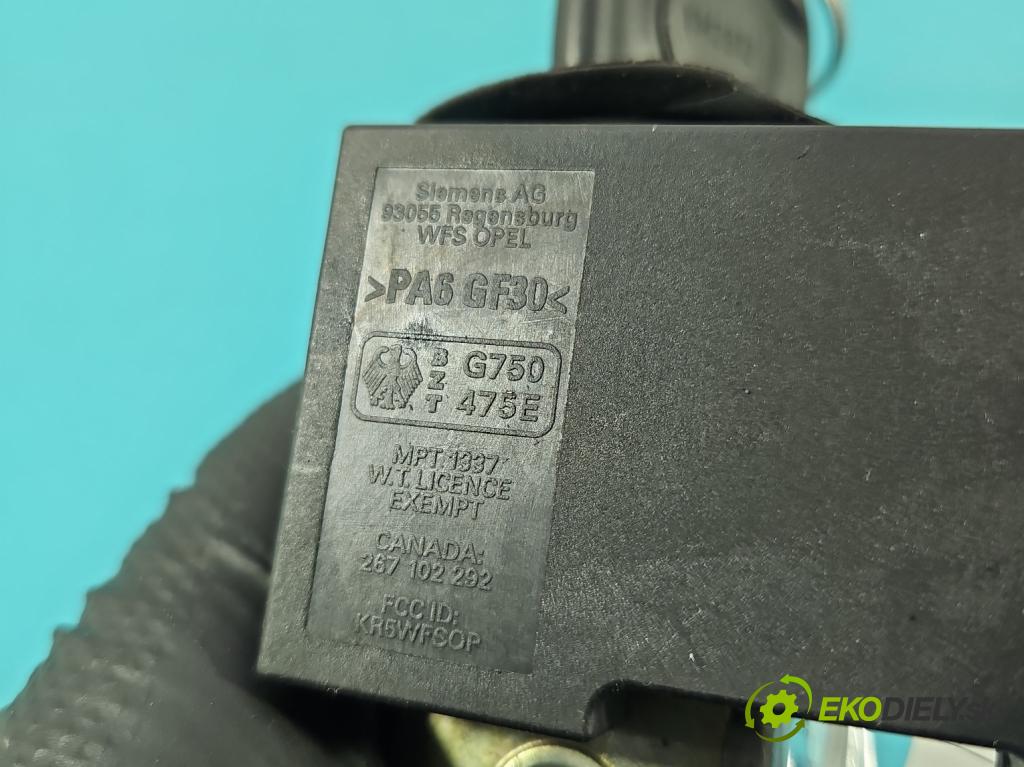 Siemens AG
93055 Regensburg
WFS OPEL
>PA6 GF30<
BZT G750
475E
MPT.1337
W.T. LICENCE
EXEMPT
CANADA:
267 102 292
FCC ID:
KR5WFSOP
EKODIELY.s